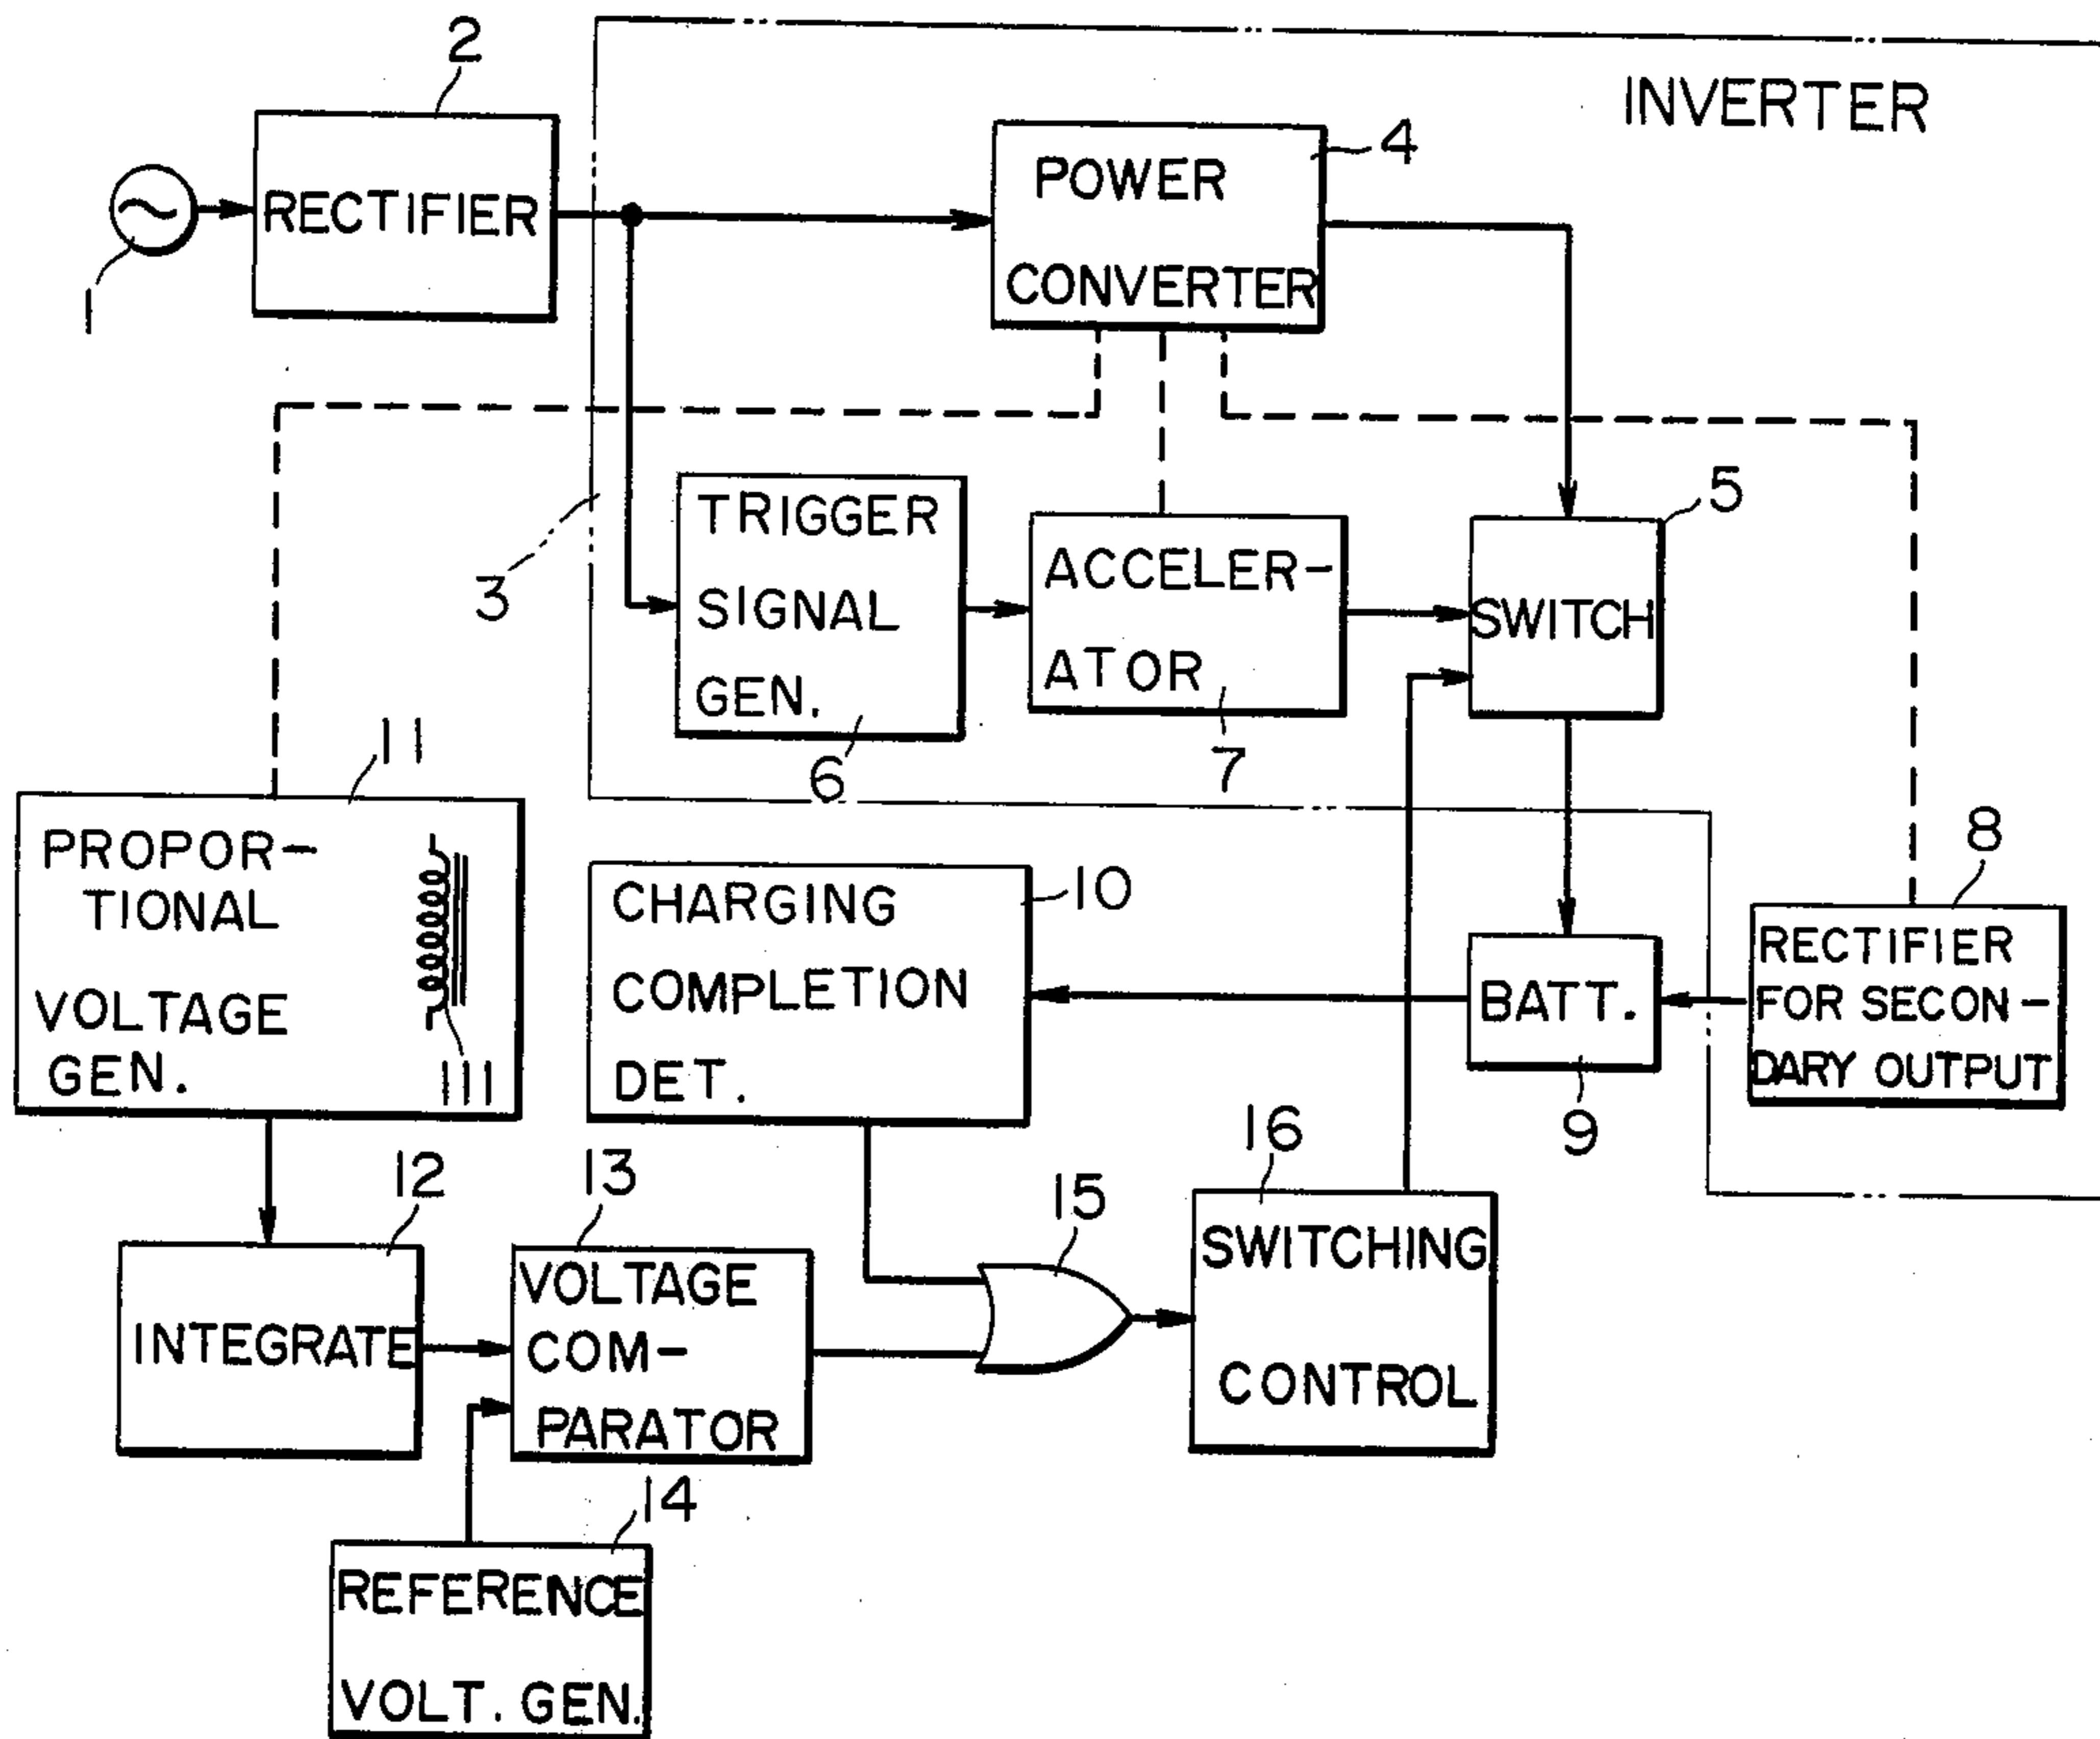 2
INVERTER
4
POWER
CONVERTER
RECTIFIER
1
5
TRIGGER
SIGNAL
GEN.
3
ACCELER-
ATOR
SWITCH
6
7
11
PROPOR-
TIONAL
VOLTAGE
GEN.
111
10
CHARGING
COMPLETION
DET.
8
BATT.
RECTIFIER
FOR SECON-
DARY OUTPUT
9
12
13
15
16
INTEGRATE
VOLTAGE
COM-
PARATOR
SWITCHING
CONTROL
14
REFERENCE
VOLT. GEN.